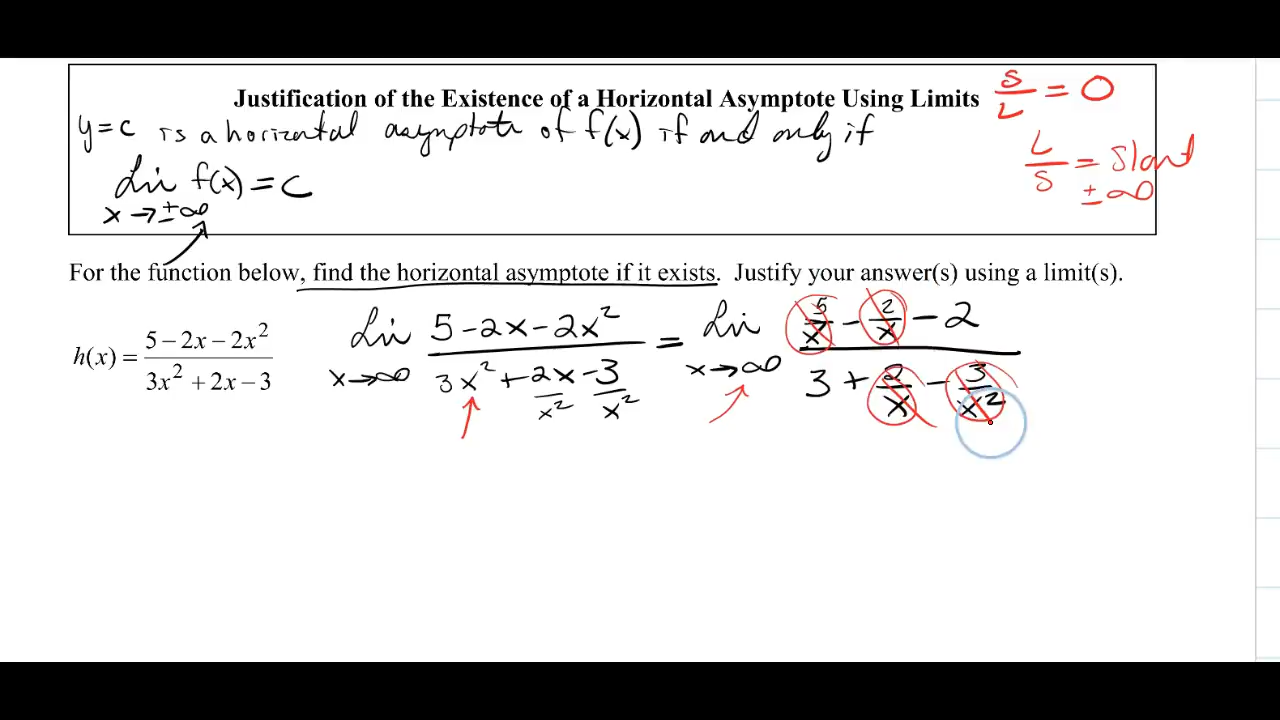 Justification of the Existence of a Horizontal Asymptote Using Limits
S/L = 0
y = c is a horizontal asymptote of f(x) if and only if
L/S = Slant ±∞
Lim x→±∞ f(x) = c
For the function below, find the horizontal asymptote if it exists. Justify your answer(s) using a limit(s).
h(x) = (5 − 2x − 2x²)/(3x² + 2x − 3)
Lim x→∞ (5 − 2x − 2x²)/(3x² + 2x/x² − 3/x²) = Lim x→∞ (5/x² − 2/x − 2)/(3 + 2/x − 3/x²)